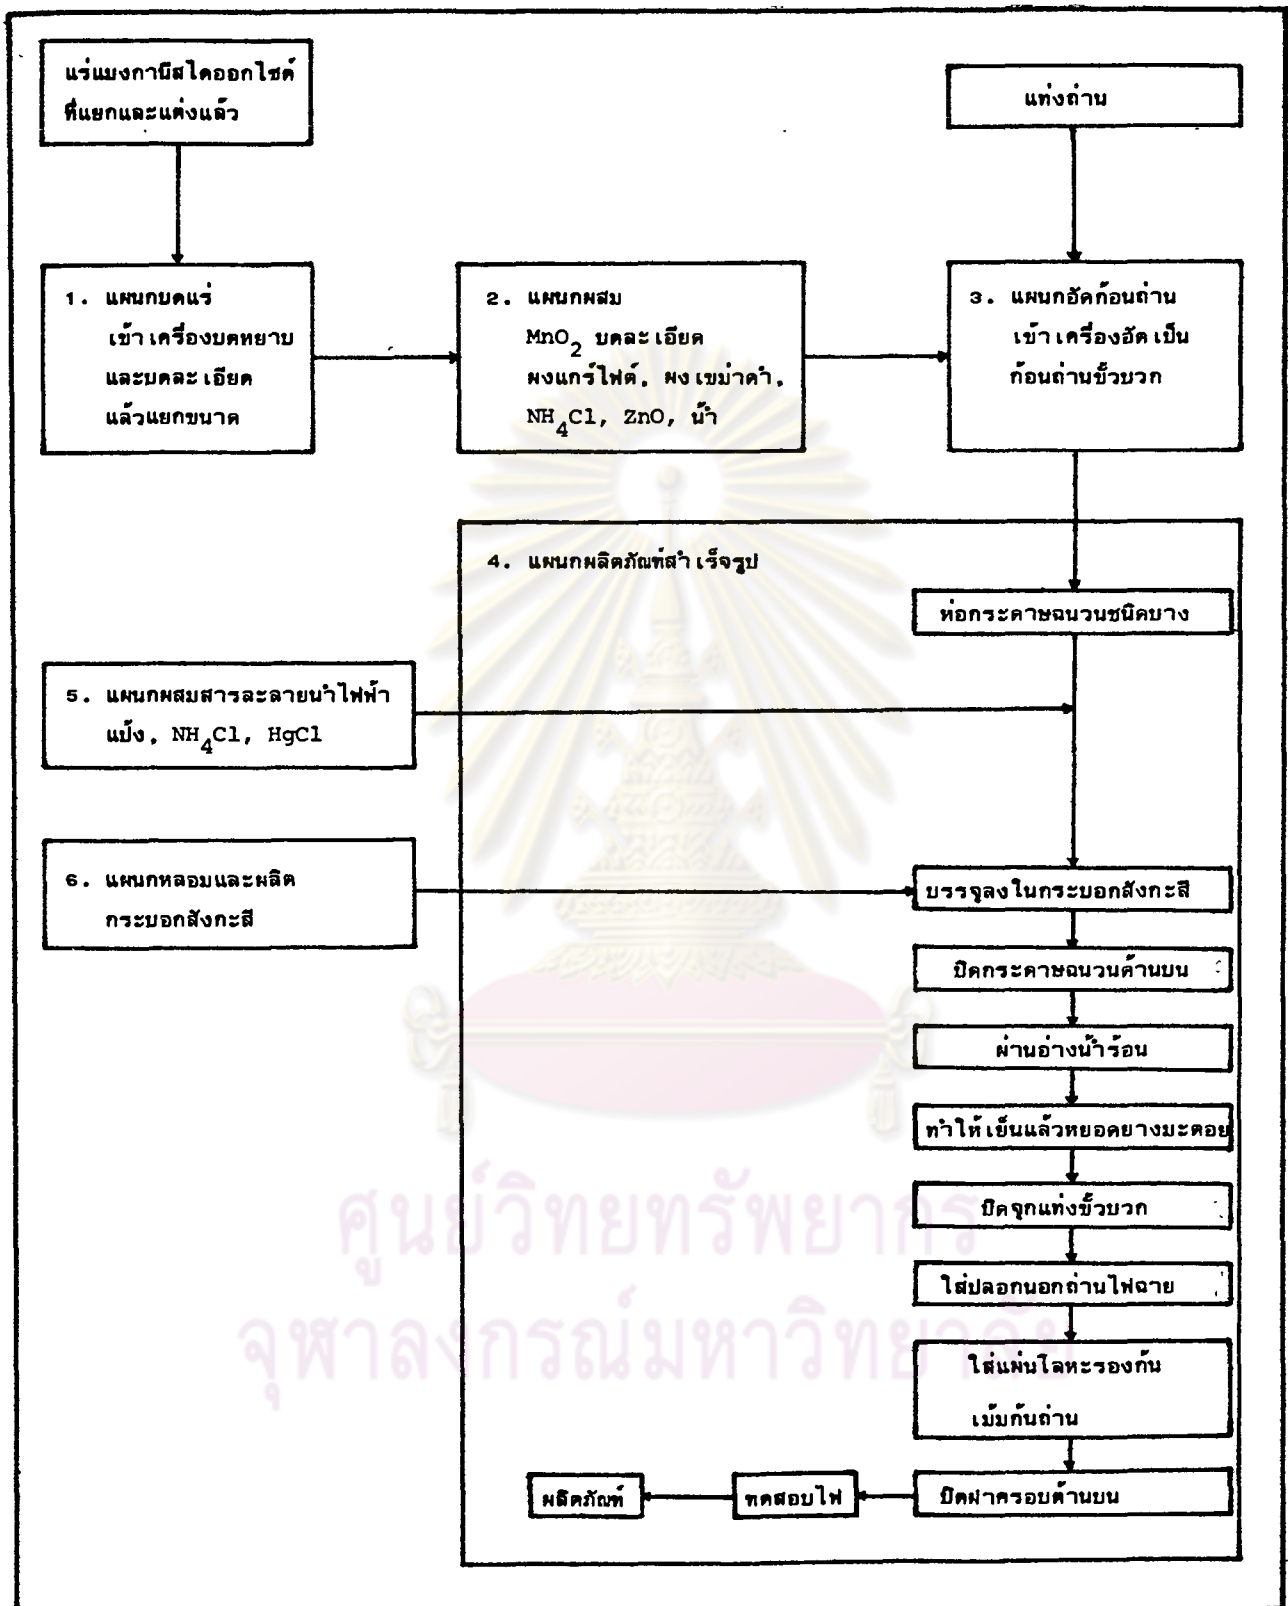 แร่แมงกานีสไดออกไซด์
ที่แยกและแต่งแล้ว
แท่งถ่าน
1. แผนกบดแร่
เข้าเครื่องบดหยาบ
และบดละเอียด
แล้วแยกขนาด
2. แผนกผสม
MnO2 บดละเอียด
ผงแกร์ไฟต์, ผงเขม่าดำ,
NH4Cl, ZnO, น้ำ
3. แผนกอัดก้อนถ่าน
เข้าเครื่องอัดเป็น
ก้อนถ่านขั้วบวก
4. แผนกผลิตภัณฑ์สำเร็จรูป
ห่อกระดาษฉนวนชนิดบาง
5. แผนกผสมสารละลายนำไฟฟ้า
แป้ง, NH4Cl, HgCl
6. แผนกหลอมและผลิต
กระบอกสังกะสี
บรรจุลงในกระบอกสังกะสี
ปิดกระดาษฉนวนด้านบน
ผ่านอ่างน้ำร้อน
ทำให้เย็นแล้วหยอดยางมะตอย
ปิดจุกแท่งขั้วบวก
ใส่ปลอกนอกถ่านไฟฉาย
ใส่แผ่นโลหะรองก้น
เม้มก้นถ่าน
ปิดฝาครอบด้านบน
ทดสอบไฟ
ผลิตภัณฑ์
ศูนย์วิทยทรัพยากร
จุฬาลงกรณ์มหาวิทยาลัย